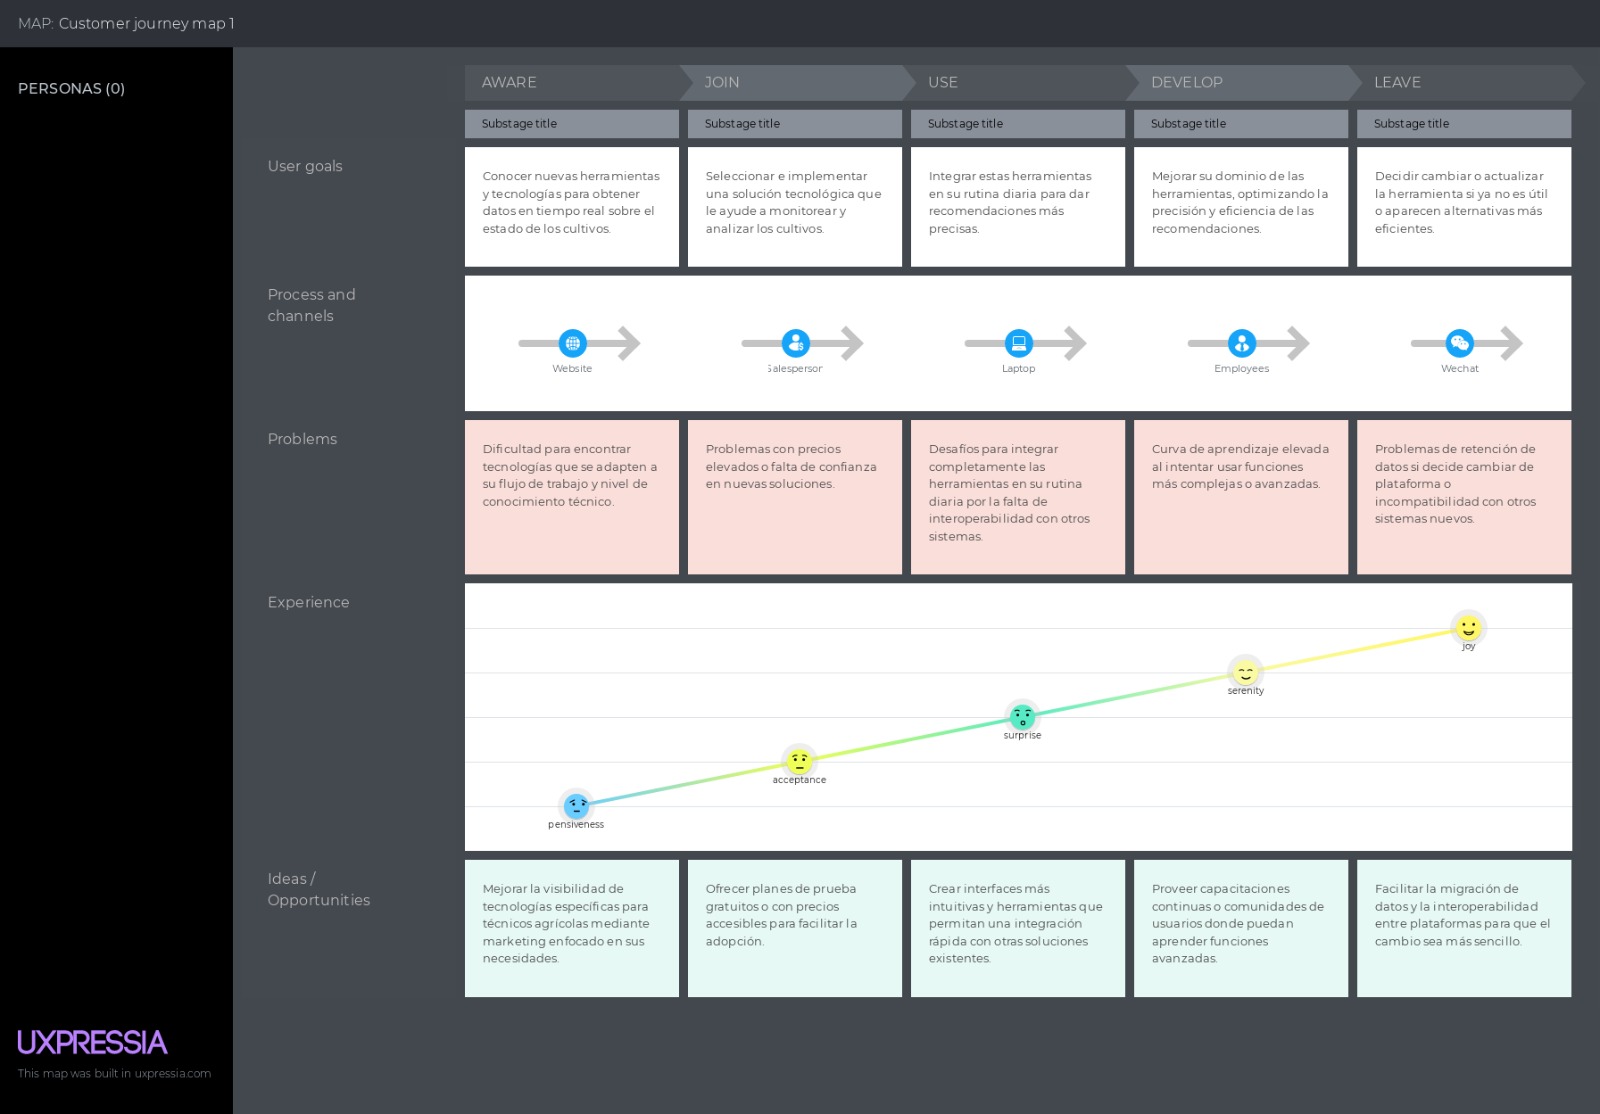 MAP: Customer journey map 1
PERSONAS (0)
AWARE
JOIN
USE
DEVELOP
LEAVE
Substage title
Substage title
Substage title
Substage title
Substage title
User goals
Conocer nuevas herramientas
y tecnologías para obtener
datos en tiempo real sobre el
estado de los cultivos.
Seleccionar e implementar
una solución tecnológica que
le ayude a monitorear y
analizar los cultivos.
Integrar estas herramientas
en su rutina diaria para dar
recomendaciones más
precisas.
Mejorar su dominio de las
herramientas, optimizando la
precisión y eficiencia de las
recomendaciones.
Decidir cambiar o actualizar
la herramienta si ya no es útil
o aparecen alternativas más
eficientes.
Process and
channels
Website
Salesperson
Laptop
Employees
Wechat
Problems
Dificultad para encontrar
tecnologías que se adapten a
su flujo de trabajo y nivel de
conocimiento técnico.
Problemas con precios
elevados o falta de confianza
en nuevas soluciones.
Desafíos para integrar
completamente las
herramientas en su rutina
diaria por la falta de
interoperabilidad con otros
sistemas.
Curva de aprendizaje elevada
al intentar usar funciones
más complejas o avanzadas.
Problemas de retención de
datos si decide cambiar de
plataforma o
incompatibilidad con otros
sistemas nuevos.
Experience
joy
serenity
surprise
acceptance
pensiveness
Ideas /
Opportunities
Mejorar la visibilidad de
tecnologías específicas para
técnicos agrícolas mediante
marketing enfocado en sus
necesidades.
Ofrecer planes de prueba
gratuitos o con precios
accesibles para facilitar la
adopción.
Crear interfaces más
intuitivas y herramientas que
permitan una integración
rápida con otras soluciones
existentes.
Proveer capacitaciones
continuas o comunidades de
usuarios donde puedan
aprender funciones
avanzadas.
Facilitar la migración de
datos y la interoperabilidad
entre plataformas para que el
cambio sea más sencillo.
UXPRESSIA
This map was built in uxpressia.com